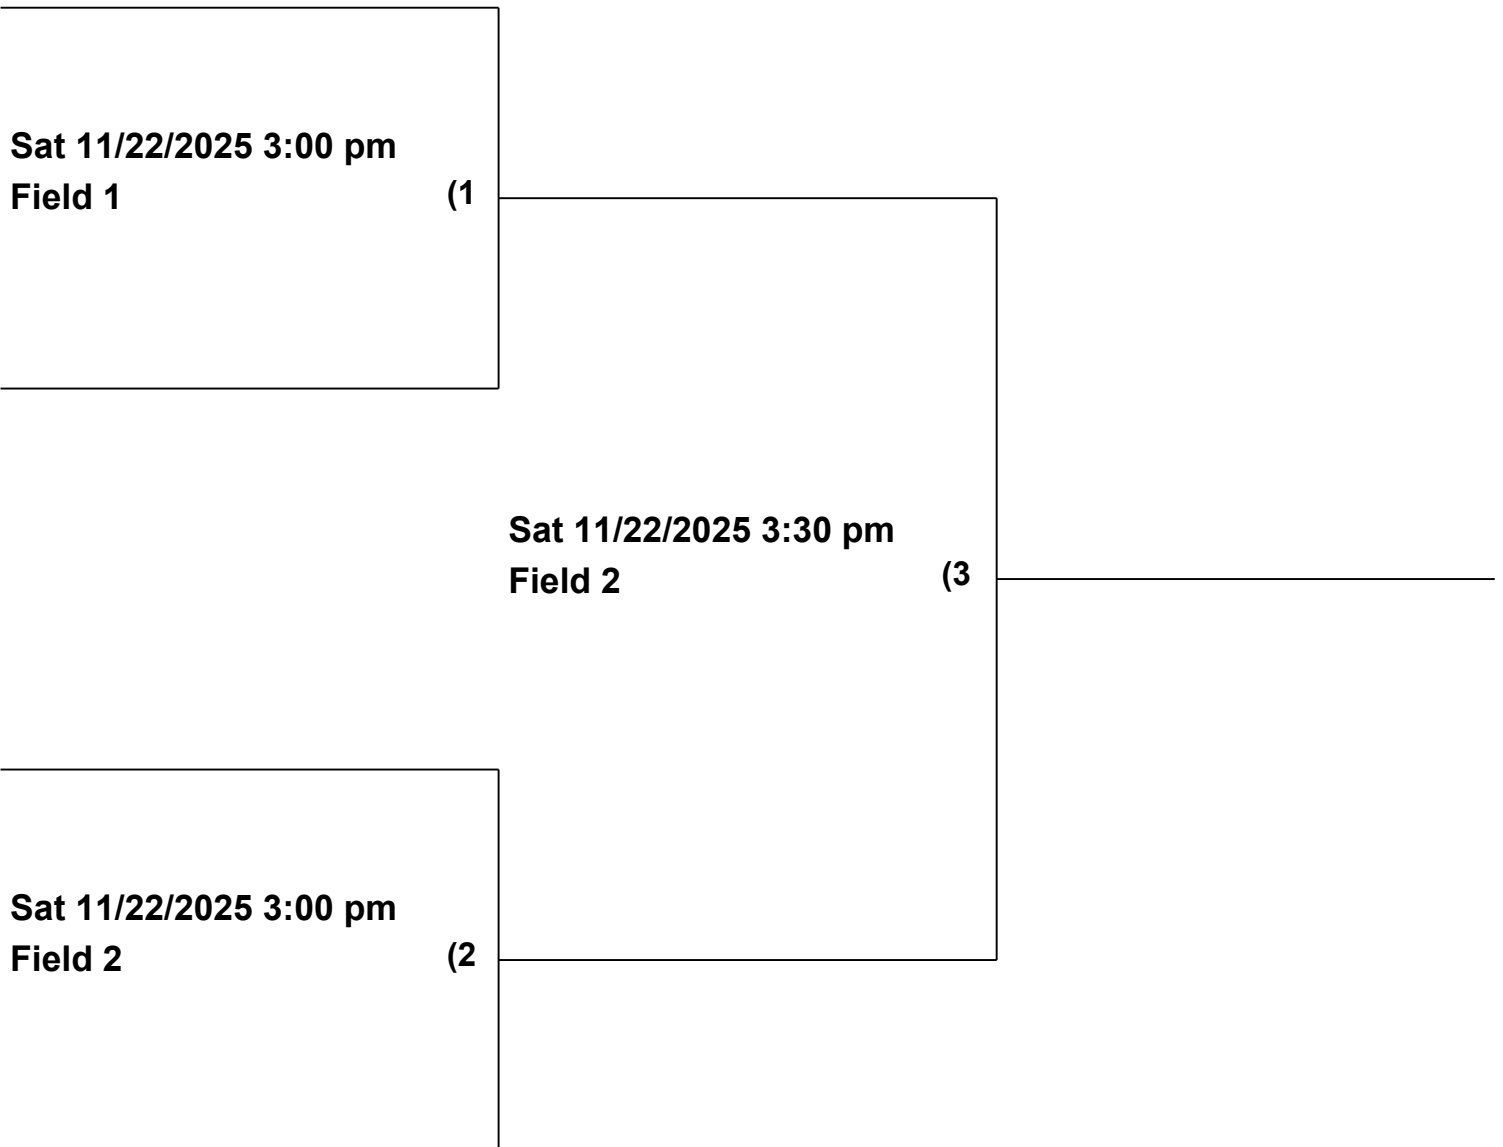 Sat 11/22/2025 3:00 pm
Field 1 (1
Sat 11/22/2025 3:30 pm
Field 2 (3
Sat 11/22/2025 3:00 pm
Field 2 (2